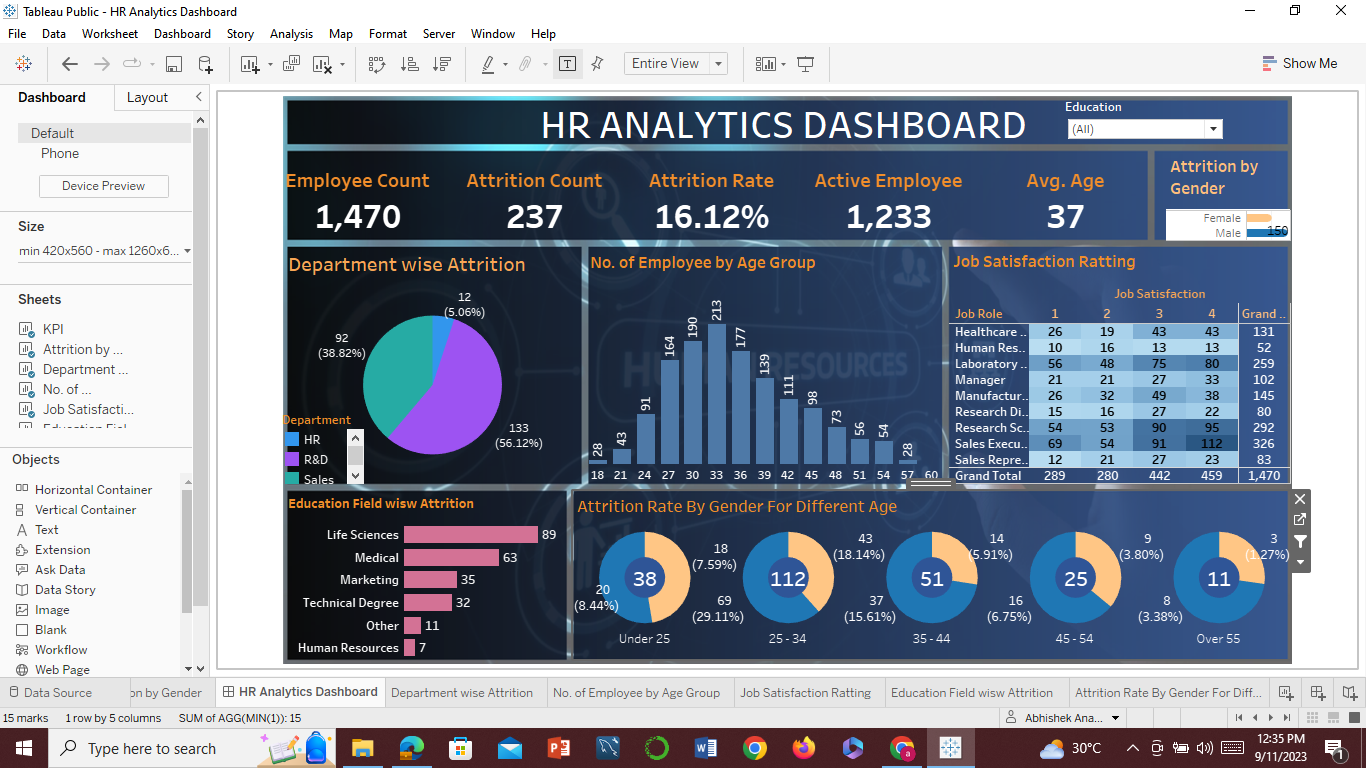 Tableau Public - HR Analytics Dashboard
File Data Worksheet Dashboard Story Analysis Map Format Server Window Help
Entire View
Show Me
Dashboard Layout
Default
Phone
Device Preview
Size
min 420x560 - max 1260x6...
Sheets
KPI
Attrition by ...
Department ...
No. of ...
Job Satisfacti...
Objects
Horizontal Container
Vertical Container
Text
Extension
Ask Data
Data Story
Image
Blank
Workflow
Web Page
HR ANALYTICS DASHBOARD
Education
(All)
Employee Count Attrition Count Attrition Rate Active Employee Avg. Age
1,470 237 16.12% 1,233 37
Attrition by
Gender
Female
Male 150
Department wise Attrition
12
(5.06%)
92
(38.82%)
133
(56.12%)
Department
HR
R&D
Sales
No. of Employee by Age Group
28 43 91 164 190 213 177 139 111 98 73 56 54 28
18 21 24 27 30 33 36 39 42 45 48 51 54 57 60
Job Satisfaction Ratting
Job Satisfaction
Job Role 1 2 3 4 Grand ..
Healthcare .. 26 19 43 43 131
Human Res.. 10 16 13 13 52
Laboratory .. 56 48 75 80 259
Manager 21 21 27 33 102
Manufactur.. 26 32 49 38 145
Research Di.. 15 16 27 22 80
Research Sc.. 54 53 90 95 292
Sales Execu.. 69 54 91 112 326
Sales Repre.. 12 21 27 23 83
Grand Total 289 280 442 459 1,470
Education Field wisw Attrition
Life Sciences 89
Medical 63
Marketing 35
Technical Degree 32
Other 11
Human Resources 7
Attrition Rate By Gender For Different Age
38
20
(8.44%)
18
(7.59%)
Under 25
112
69
(29.11%)
43
(18.14%)
25 - 34
51
37
(15.61%)
14
(5.91%)
35 - 44
25
16
(6.75%)
9
(3.80%)
45 - 54
11
8
(3.38%)
3
(1.27%)
Over 55
Data Source on by Gender HR Analytics Dashboard Department wise Attrition No. of Employee by Age Group Job Satisfaction Ratting Education Field wisw Attrition Attrition Rate By Gender For Diff...
15 marks 1 row by 5 columns SUM of AGG(MIN(1)): 15
Abhishek Ana...
Type here to search
30°C
12:35 PM
9/11/2023
1